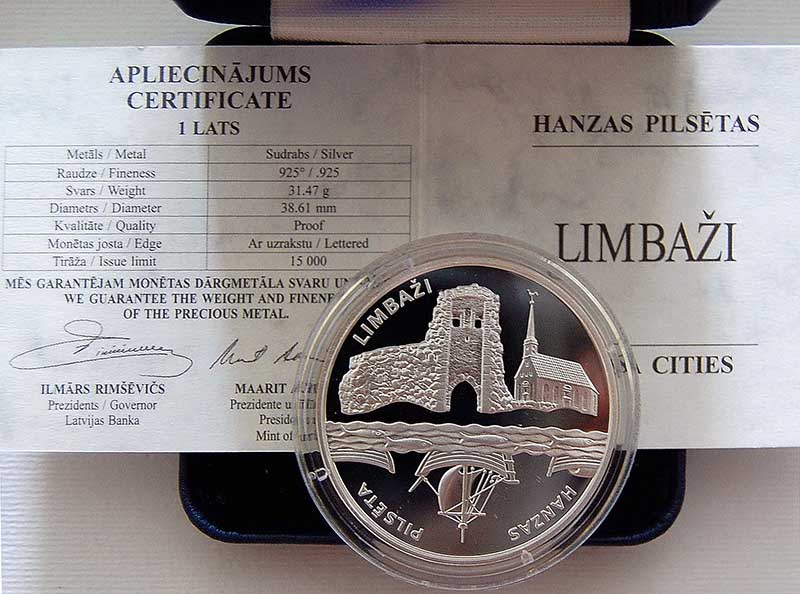 APLIECINĀJUMS
CERTIFICATE
1 LATS
Metāls / Metal Sudrabs / Silver
Raudze / Fineness 925° / .925
Svars / Weight 31.47 g
Diametrs / Diameter 38.61 mm
Kvalitāte / Quality Proof
Monētas josta / Edge Ar uzrakstu / Lettered
Tirāža / Issue limit 15 000
MĒS GARANTĒJAM MONĒTAS DĀRGMETĀLA SVARU UN
WE GUARANTEE THE WEIGHT AND FINENE
OF THE PRECIOUS METAL.
ILMĀRS RIMŠĒVIČS
Prezidents / Governor
Latvijas Banka
MAARIT
Prezidente
Presid
Mint of
HANZAS PILSĒTAS
LIMBAŽI
CITIES
LIMBAŽI
HANZAS
PILSĒTA